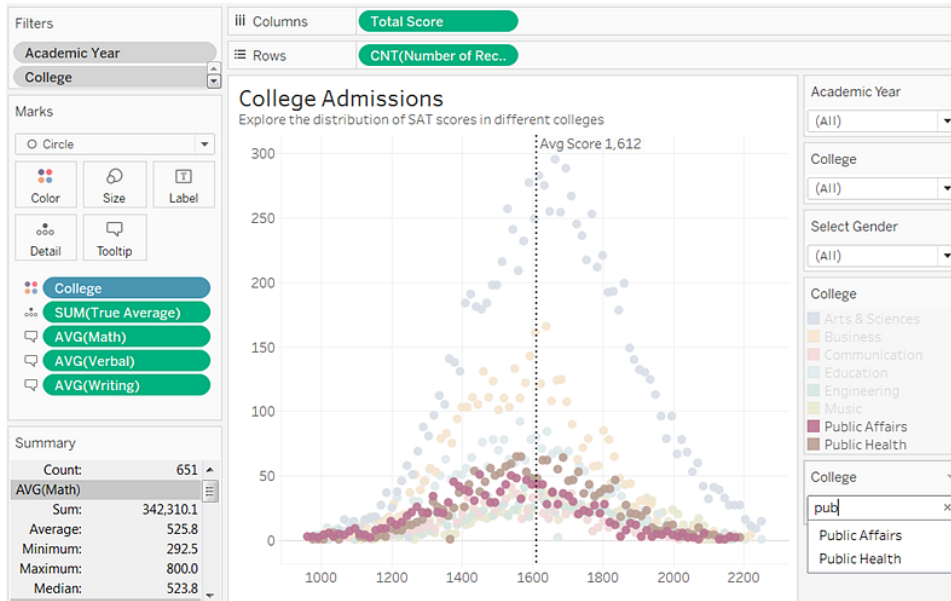 Filters
Academic Year
College
Marks
Circle
Color Size Label
Detail Tooltip
College
SUM(True Average)
AVG(Math)
AVG(Verbal)
AVG(Writing)
Summary
Count: 651
AVG(Math)
Sum: 342,310.1
Average: 525.8
Minimum: 292.5
Maximum: 800.0
Median: 523.8
Columns Total Score
Rows CNT(Number of Rec..
College Admissions
Explore the distribution of SAT scores in different colleges
Avg Score 1,612
300
250
200
150
100
50
0
1000 1200 1400 1600 1800 2000 2200
Academic Year
(All)
College
(All)
Select Gender
(All)
College
Arts & Sciences
Business
Communication
Education
Engineering
Music
Public Affairs
Public Health
College
pub
Public Affairs
Public Health